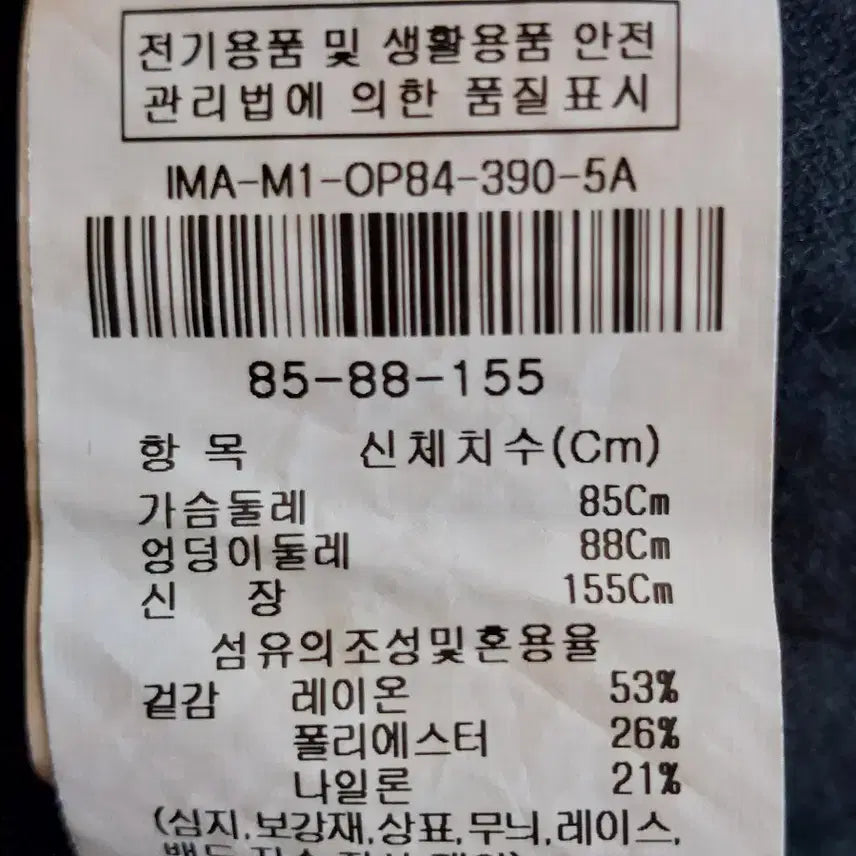 전기용품 및 생활용품 안전
관리법에 의한 품질표시
IMA-M1-OP84-390-5A
85-88-155
항 목 신체치수(Cm)
가슴둘레 85Cm
엉덩이둘레 88Cm
신 장 155Cm
섬유의조성및혼용율
겉감 레이온 53%
폴리에스터 26%
나일론 21%
(심지,보강재,상표,무늬,레이스,